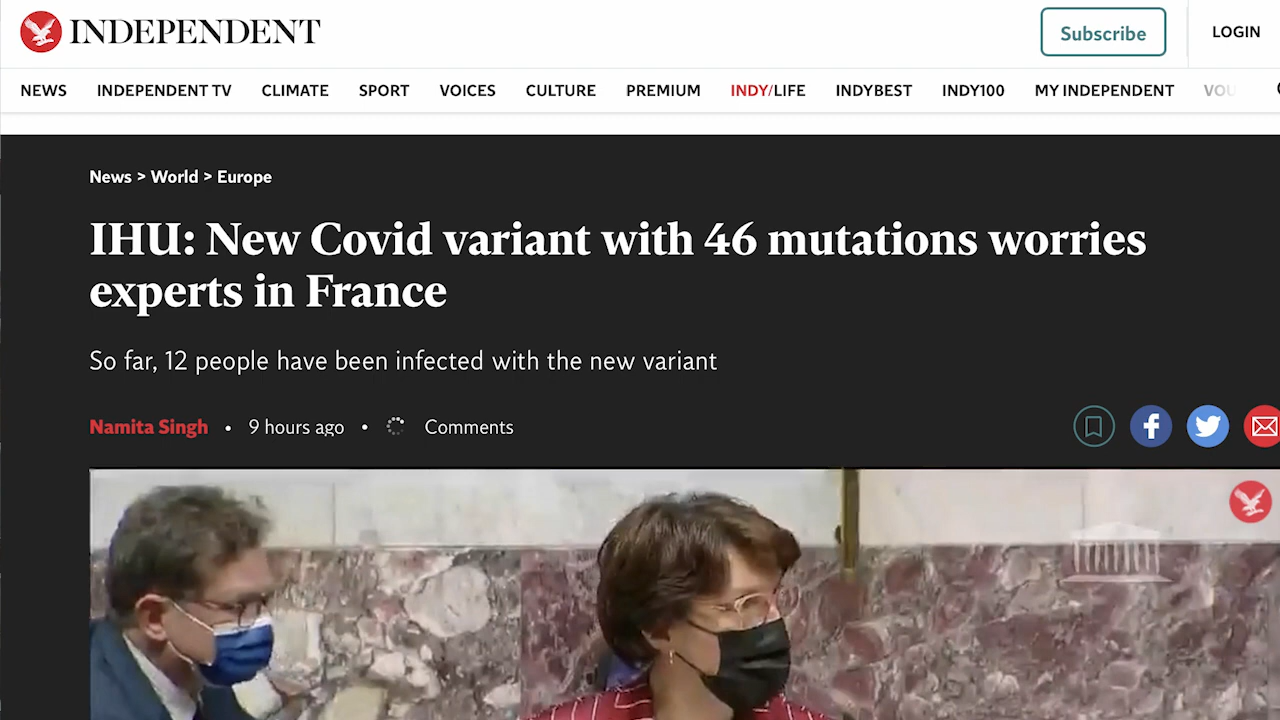 INDEPENDENT
Subscribe
LOGIN
NEWS INDEPENDENT TV CLIMATE SPORT VOICES CULTURE PREMIUM INDY/LIFE INDYBEST INDY100 MY INDEPENDENT VOU
News > World > Europe
IHU: New Covid variant with 46 mutations worries
experts in France
So far, 12 people have been infected with the new variant
Namita Singh • 9 hours ago • Comments